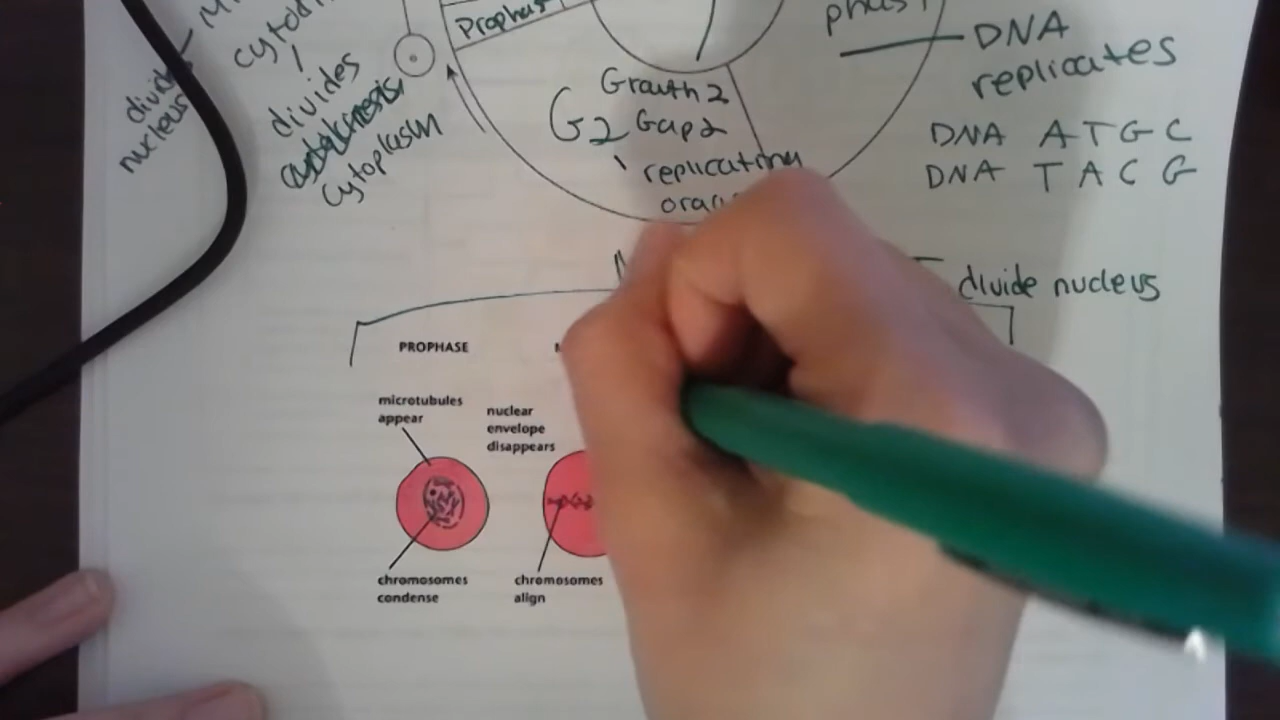 Prophase
DNA
replicates
DNA A T G C
DNA T A C G
Growth 2
G2 Gap 2
replicating
divide
nucleus
divides
cytoplasm
divide nucleus
PROPHASE
microtubules
appear
nuclear
envelope
disappears
chromosomes
condense
chromosomes
align